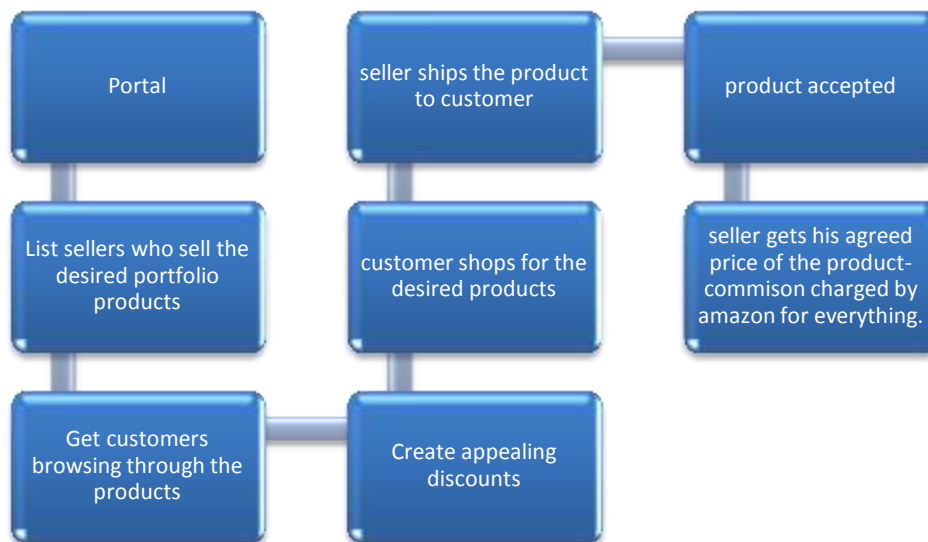 Portal
List sellers who sell the
desired portfolio
products
Get customers
browsing through the
products
Create appealing
discounts
customer shops for the
desired products
seller ships the product
to customer
product accepted
seller gets his agreed
price of the product-
commison charged by
amazon for everything.